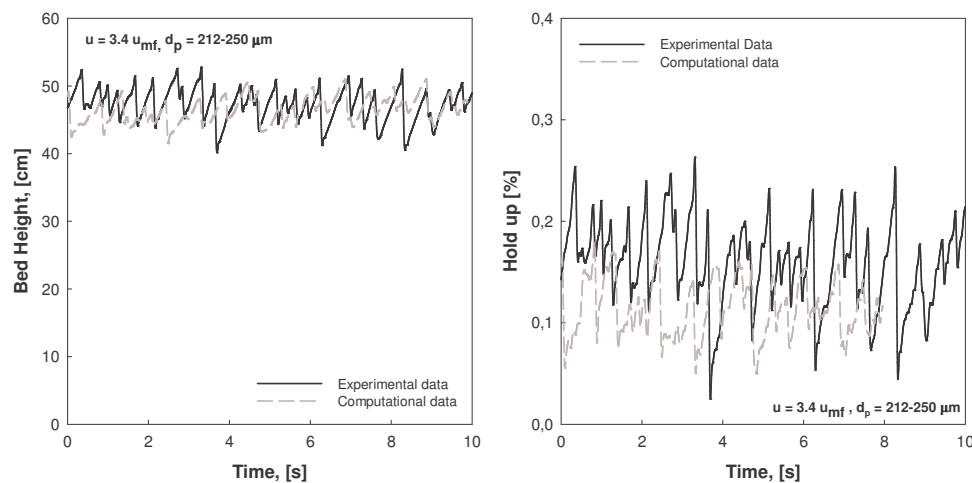 60
50
40
30
20
10
0
Bed Height, [cm]
u = 3.4 umf, dp = 212-250 µm
Experimental data
Computational data
0 2 4 6 8 10
Time, [s]
0,4
0,3
0,2
0,1
0,0
Hold up [%]
Experimental Data
Computational data
u = 3.4 umf , dp = 212-250 µm
0 2 4 6 8 10
Time, [s]